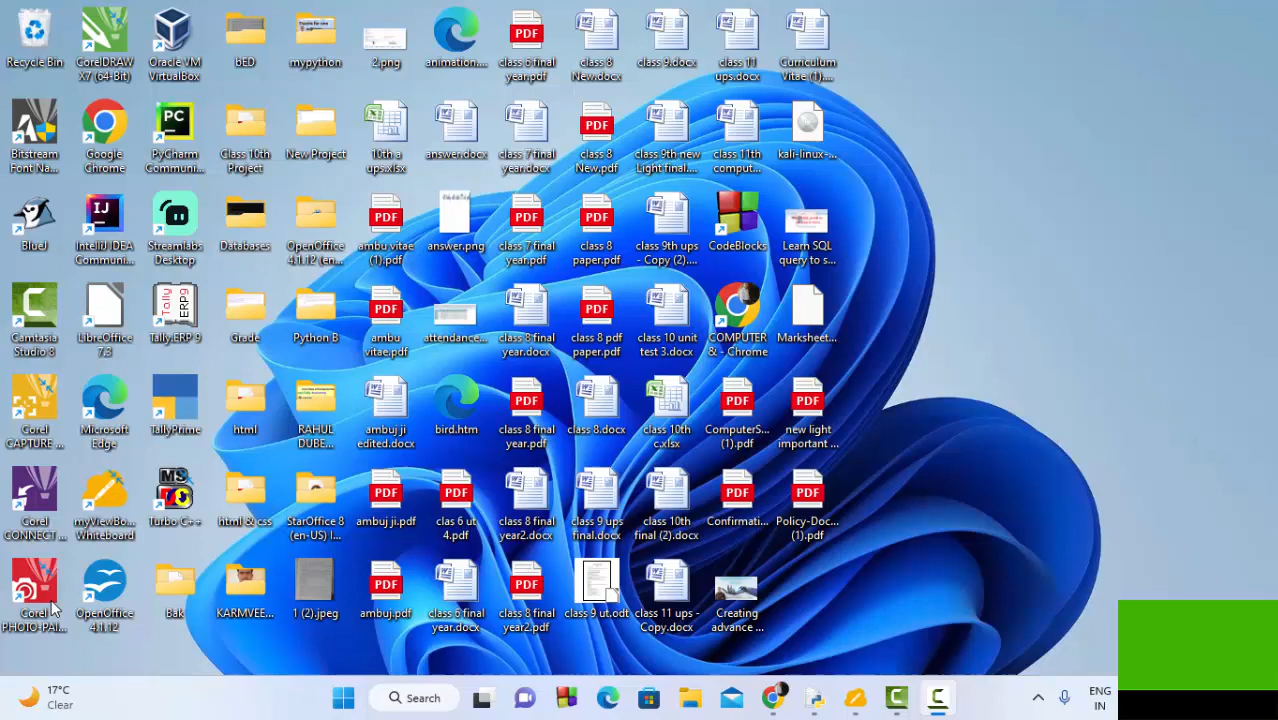 Recycle Bin
CorelDRAW X7 (64-Bit)
Oracle VM VirtualBox
bED
mypython
2.png
animation....
class 6 final year.pdf
class 8 New.docx
class 9.docx
class 11 ups.docx
Curriculum Vitae (1)....
Bitstream Font Na...
Google Chrome
PyCharm Communi...
Class 10th Project
New Project
10th a ups.xlsx
answer.docx
class 7 final year.docx
class 8 New.pdf
class 9th new Light final....
class 11th comput...
kali-linux-...
BlueJ
IntelliJ IDEA Communi...
Streamlabs Desktop
Databases
OpenOffice 4.1.12 (en...
ambu vitae (1).pdf
answer.png
class 7 final year.pdf
class 8 paper.pdf
class 9th ups - Copy (2)....
CodeBlocks
Learn SQL query to s...
Camtasia Studio 8
LibreOffice 7.3
Tally.ERP 9
Grade
Python B
ambu vitae.pdf
attendance...
class 8 final year.docx
class 8 pdf paper.pdf
class 10 unit test 3.docx
COMPUTER & - Chrome
Marksheet...
Corel CAPTURE ...
Microsoft Edge
TallyPrime
html
RAHUL DUBE...
ambuj ji edited.docx
bird.htm
class 8 final year.pdf
class 8.docx
class 10th c.xlsx
ComputerS... (1).pdf
new light important ...
Corel CONNECT ...
myViewBo... Whiteboard
Turbo C++
html & css
StarOffice 8 (en-US) I...
ambuj ji.pdf
clas 6 ut 4.pdf
class 8 final year2.docx
class 9 ups final.docx
class 10th final (2).docx
Confirmati...
Policy-Doc... (1).pdf
Corel PHOTO-PAI...
OpenOffice 4.1.12
Bak
KARMVEE...
1 (2).jpeg
ambuj.pdf
class 6 final year.docx
class 8 final year2.pdf
class 9 ut.odt
class 11 ups - Copy.docx
Creating advance ...
17°C
Clear
Search
ENG
IN